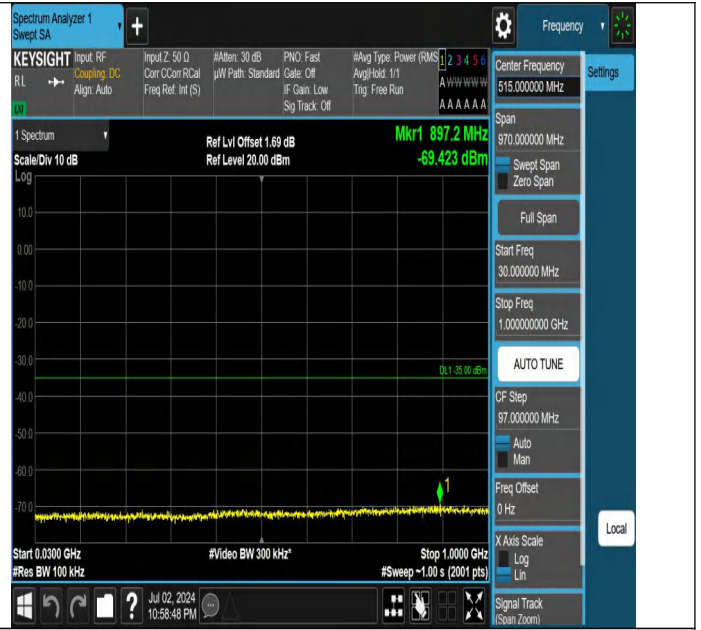 Spectrum Analyzer 1
Swept SA
+
Frequency
KEYSIGHT
RL
LXI
Input: RF
Coupling: DC
Align: Auto
Input Z: 50 Ω
Corr CCorr RCal
Freq Ref: Int (S)
#Atten: 30 dB
µW Path: Standard
PNO: Fast
Gate: Off
IF Gain: Low
Sig Track: Off
#Avg Type: Power (RMS
Avg|Hold: 1/1
Trig: Free Run
1 2 3 4 5 6
A W W W W W
A A A A A A
1 Spectrum
Scale/Div 10 dB
Log
Ref Lvl Offset 1.69 dB
Ref Level 20.00 dBm
Mkr1 897.2 MHz
-69.423 dBm
10.0
0.00
-10.0
-20.0
-30.0
DL1 -35.00 dBm
-40.0
-50.0
-60.0
1
-70.0
Start 0.0300 GHz
#Video BW 300 kHz*
Stop 1.0000 GHz
#Res BW 100 kHz
#Sweep ~1.00 s (2001 pts)
Center Frequency
515.000000 MHz
Settings
Span
970.000000 MHz
Swept Span
Zero Span
Full Span
Start Freq
30.000000 MHz
Stop Freq
1.000000000 GHz
AUTO TUNE
CF Step
97.000000 MHz
Auto
Man
Freq Offset
0 Hz
X Axis Scale
Log
Lin
Local
Signal Track
(Span Zoom)
?
Jul 02, 2024
10:58:48 PM